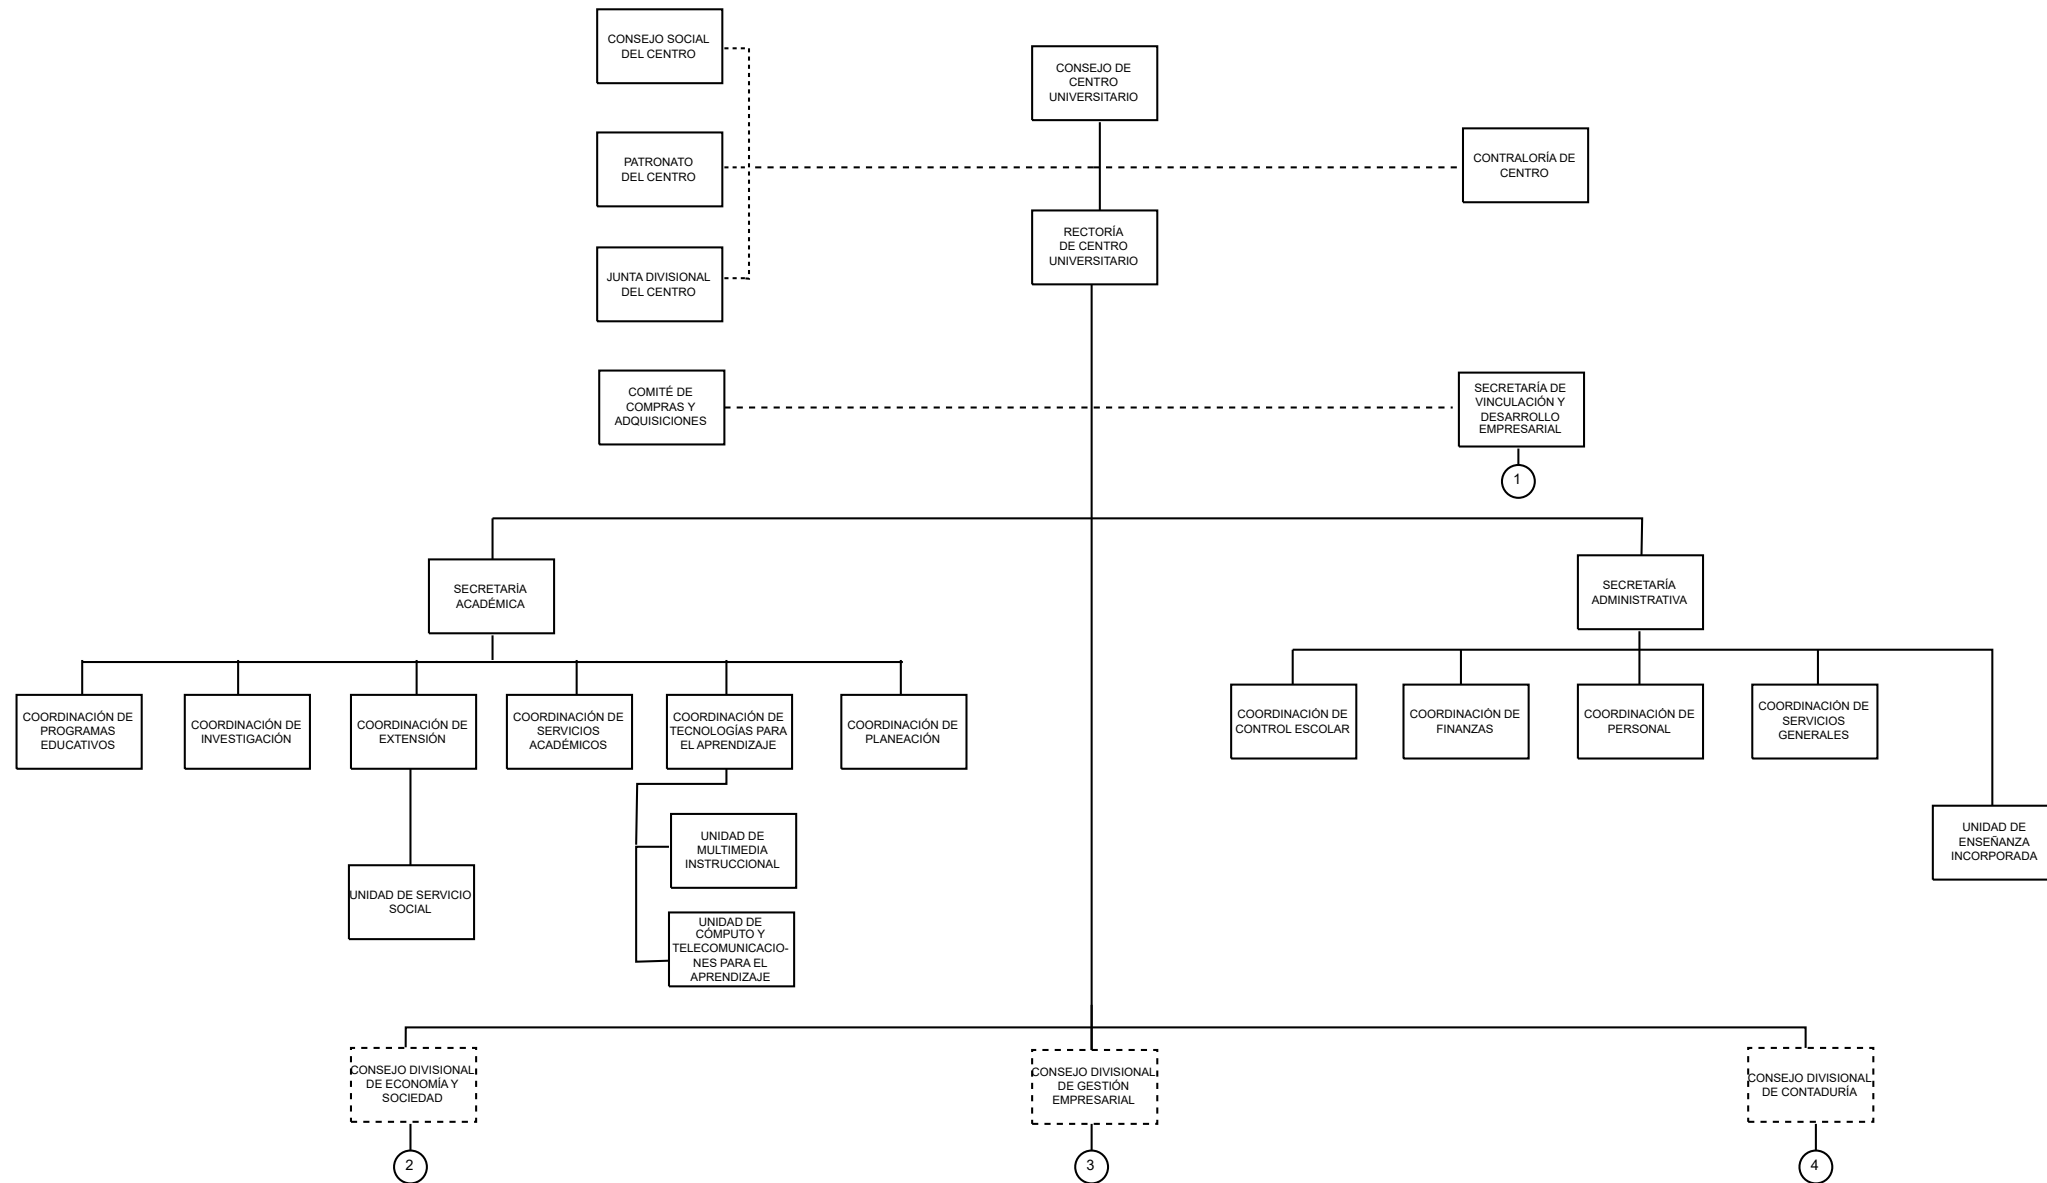 CONSEJO SOCIAL
DEL CENTRO
CONSEJO DE
CENTRO
UNIVERSITARIO
PATRONATO
DEL CENTRO
CONTRALORÍA DE
CENTRO
RECTORÍA
DE CENTRO
UNIVERSITARIO
JUNTA DIVISIONAL
DEL CENTRO
COMITÉ DE
COMPRAS Y
ADQUISICIONES
SECRETARÍA DE
VINCULACIÓN Y
DESARROLLO
EMPRESARIAL
1
SECRETARÍA
ACADÉMICA
SECRETARÍA
ADMINISTRATIVA
COORDINACIÓN DE
PROGRAMAS
EDUCATIVOS
COORDINACIÓN DE
INVESTIGACIÓN
COORDINACIÓN DE
EXTENSIÓN
COORDINACIÓN DE
SERVICIOS
ACADÉMICOS
COORDINACIÓN DE
TECNOLOGÍAS PARA
EL APRENDIZAJE
COORDINACIÓN DE
PLANEACIÓN
COORDINACIÓN DE
CONTROL ESCOLAR
COORDINACIÓN DE
FINANZAS
COORDINACIÓN DE
PERSONAL
COORDINACIÓN DE
SERVICIOS
GENERALES
UNIDAD DE
MULTIMEDIA
INSTRUCCIONAL
UNIDAD DE
ENSEÑANZA
INCORPORADA
UNIDAD DE SERVICIO
SOCIAL
UNIDAD DE
CÓMPUTO Y
TELECOMUNICACIO-
NES PARA EL
APRENDIZAJE
CONSEJO DIVISIONAL
DE ECONOMÍA Y
SOCIEDAD
CONSEJO DIVISIONAL
DE GESTIÓN
EMPRESARIAL
CONSEJO DIVISIONAL
DE CONTADURÍA
2
3
4